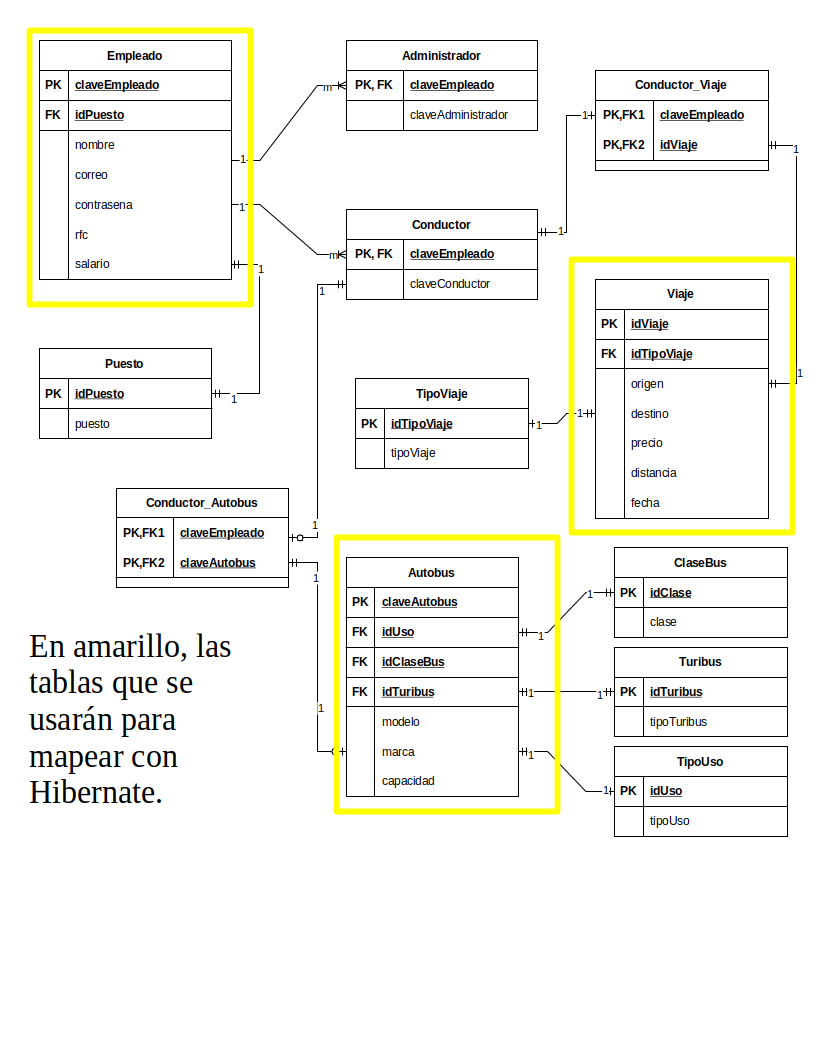 Empleado
PK claveEmpleado
FK idPuesto
nombre
correo
contrasena
rfc
salario
1
1
1
m
m
Administrador
PK, FK claveEmpleado
claveAdministrador
Conductor_Viaje
PK,FK1 claveEmpleado
PK,FK2 idViaje
1
1
Conductor
PK, FK claveEmpleado
claveConductor
1
1
Viaje
PK idViaje
FK idTipoViaje
origen
destino
precio
distancia
fecha
1
1
Puesto
PK idPuesto
puesto
1
TipoViaje
PK idTipoViaje
tipoViaje
1
Conductor_Autobus
PK,FK1 claveEmpleado
PK,FK2 claveAutobus
1
1
1
Autobus
PK claveAutobus
FK idUso
FK idClaseBus
FK idTuribus
modelo
marca
capacidad
1
1
1
ClaseBus
PK idClase
clase
1
Turibus
PK idTuribus
tipoTuribus
1
TipoUso
PK idUso
tipoUso
1
En amarillo, las
tablas que se
usarán para
mapear con
Hibernate.